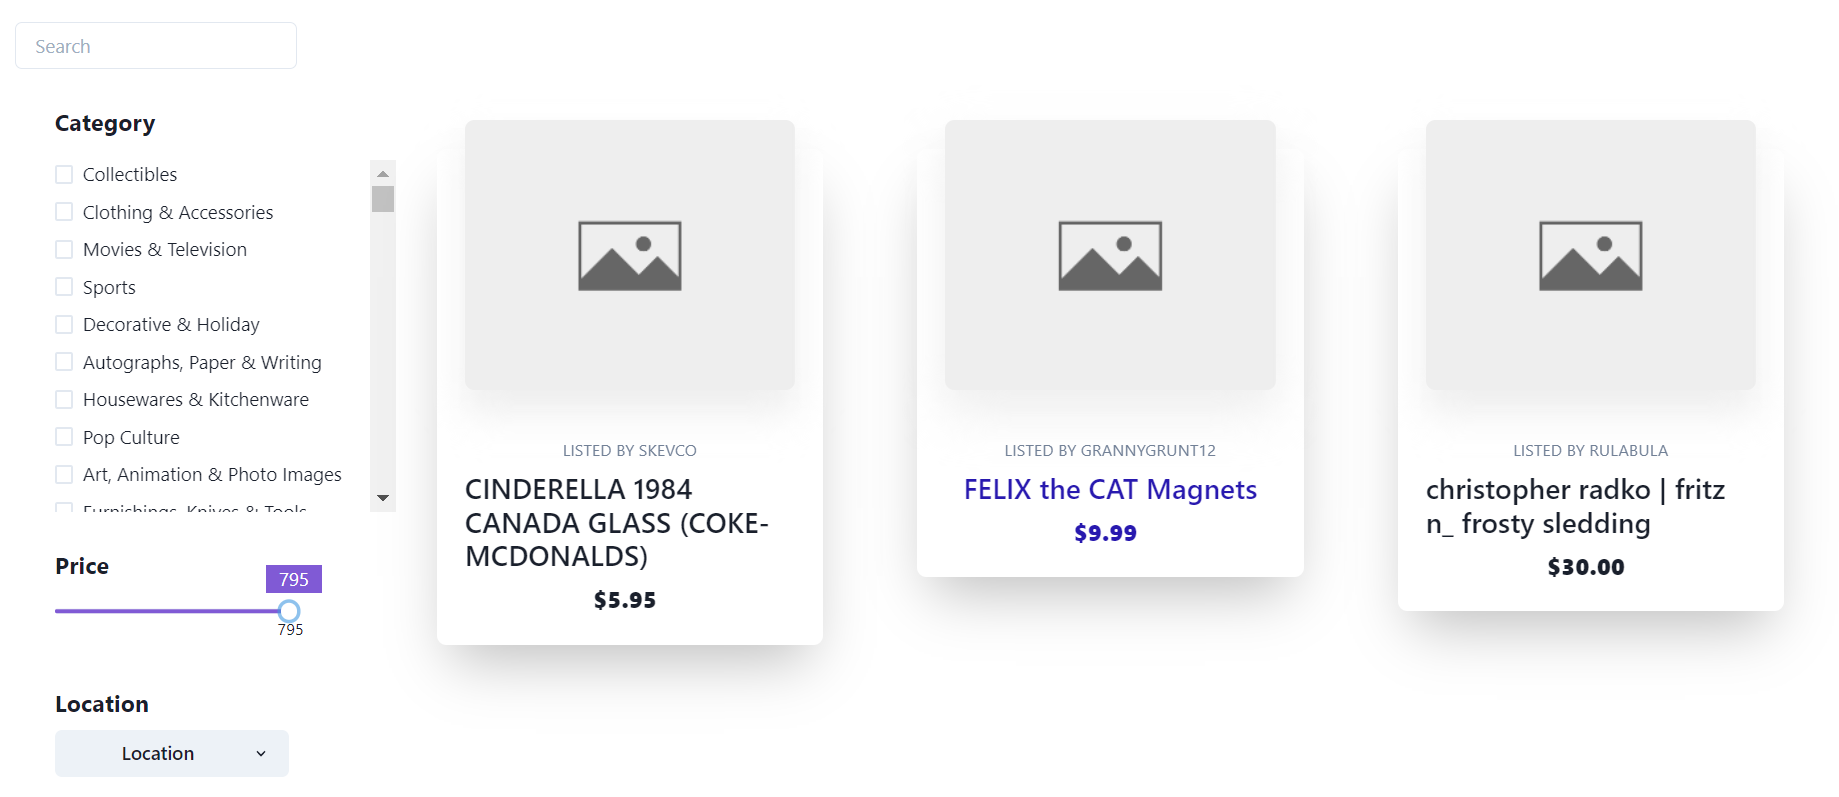 Search
Category
Collectibles
Clothing & Accessories
Movies & Television
Sports
Decorative & Holiday
Autographs, Paper & Writing
Housewares & Kitchenware
Pop Culture
Art, Animation & Photo Images
Furnishings, Knives & Tools
Price
795
795
Location
Location
LISTED BY SKEVCO
CINDERELLA 1984
CANADA GLASS (COKE-
MCDONALDS)
$5.95
LISTED BY GRANNYGRUNT12
FELIX the CAT Magnets
$9.99
LISTED BY RULABULA
christopher radko | fritz
n_ frosty sledding
$30.00